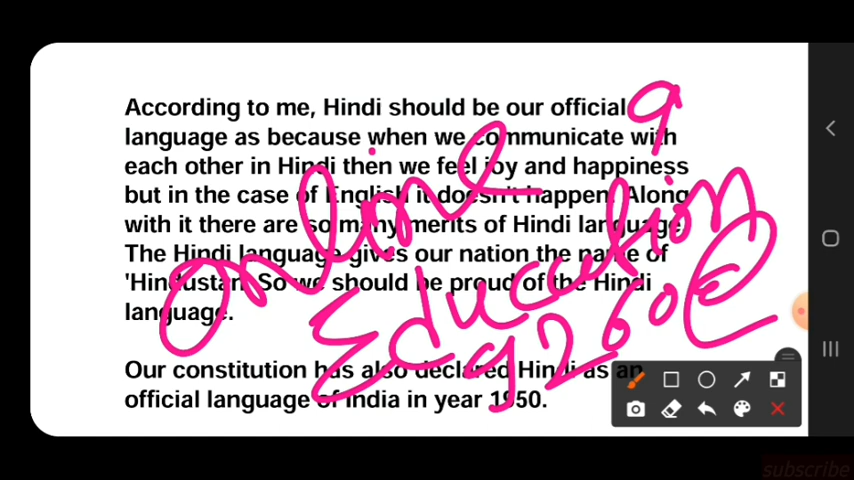 According to me, Hindi should be our official
language as because when we communicate with
each other in Hindi then we feel joy and happiness
but in the case of English it doesn't happen. Along
with it there are so many merits of Hindi language.
The Hindi language gives our nation the name of
'Hindustan. So we should be proud of the Hindi
language.
Our constitution has also declared Hindi as an
official language of India in year 1950.
9
Online
Education
subscribe